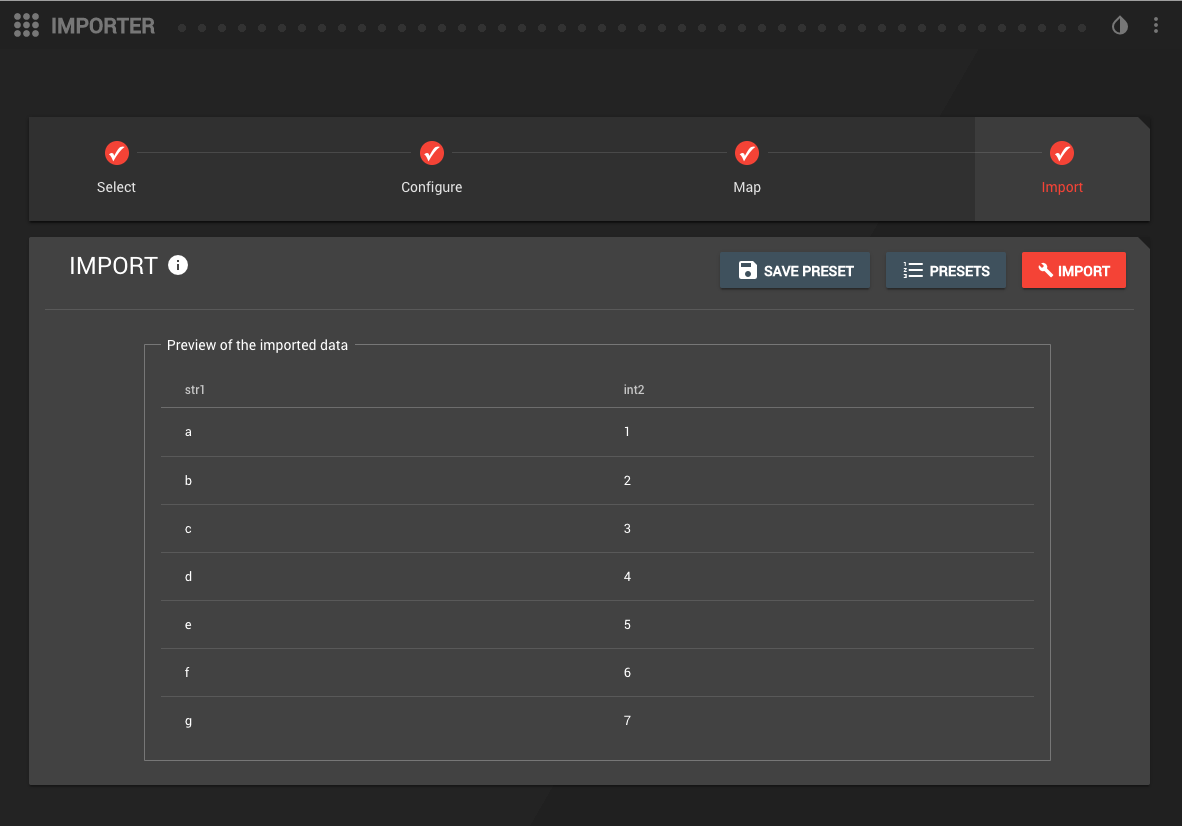 IMPORTER
Select Configure Map Import
IMPORT SAVE PRESET PRESETS IMPORT
Preview of the imported data
str1 int2
a 1
b 2
c 3
d 4
e 5
f 6
g 7